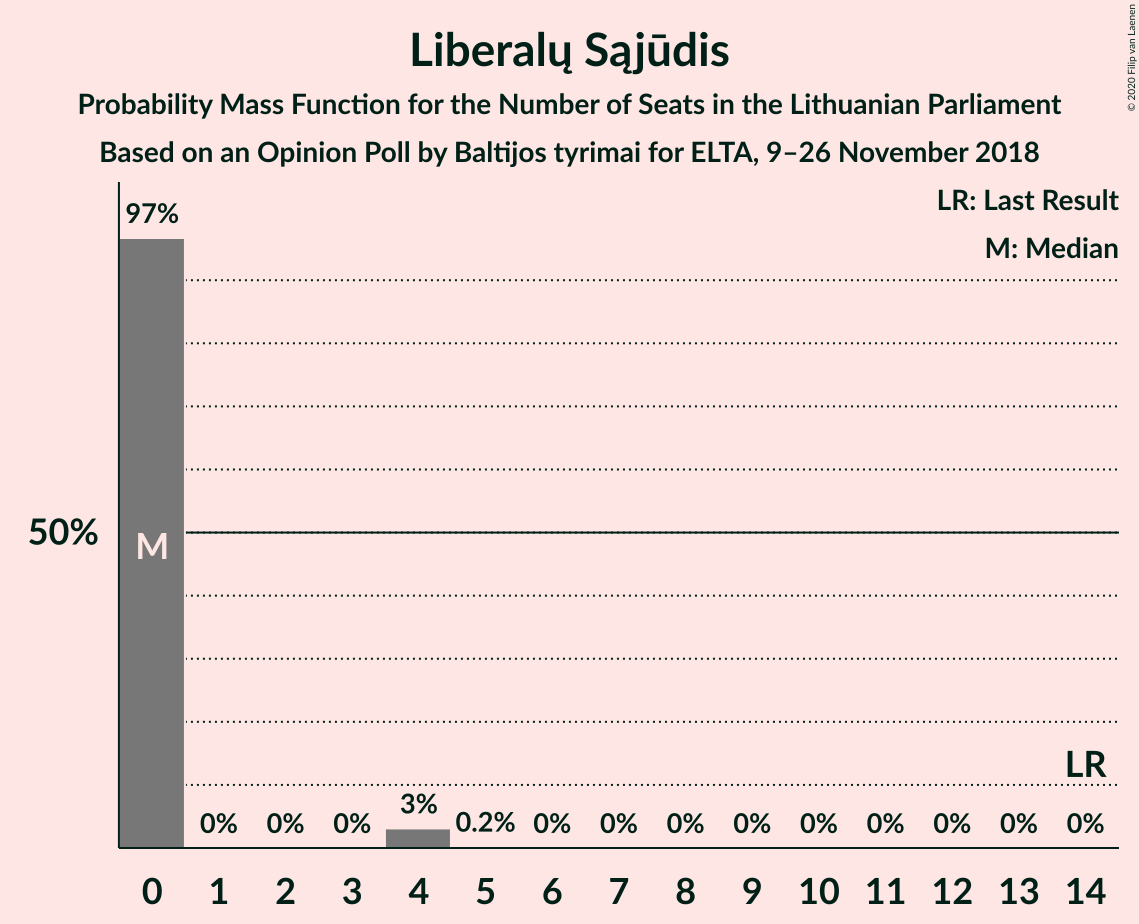 Liberalų Sąjūdis
Probability Mass Function for the Number of Seats in the Lithuanian Parliament
Based on an Opinion Poll by Baltijos tyrimai for ELTA, 9–26 November 2018
© 2020 Filip van Laenen
LR: Last Result
M: Median
97%
50%
M
LR
3%
0% 0% 0% 0.2% 0% 0% 0% 0% 0% 0% 0% 0% 0%
0 1 2 3 4 5 6 7 8 9 10 11 12 13 14